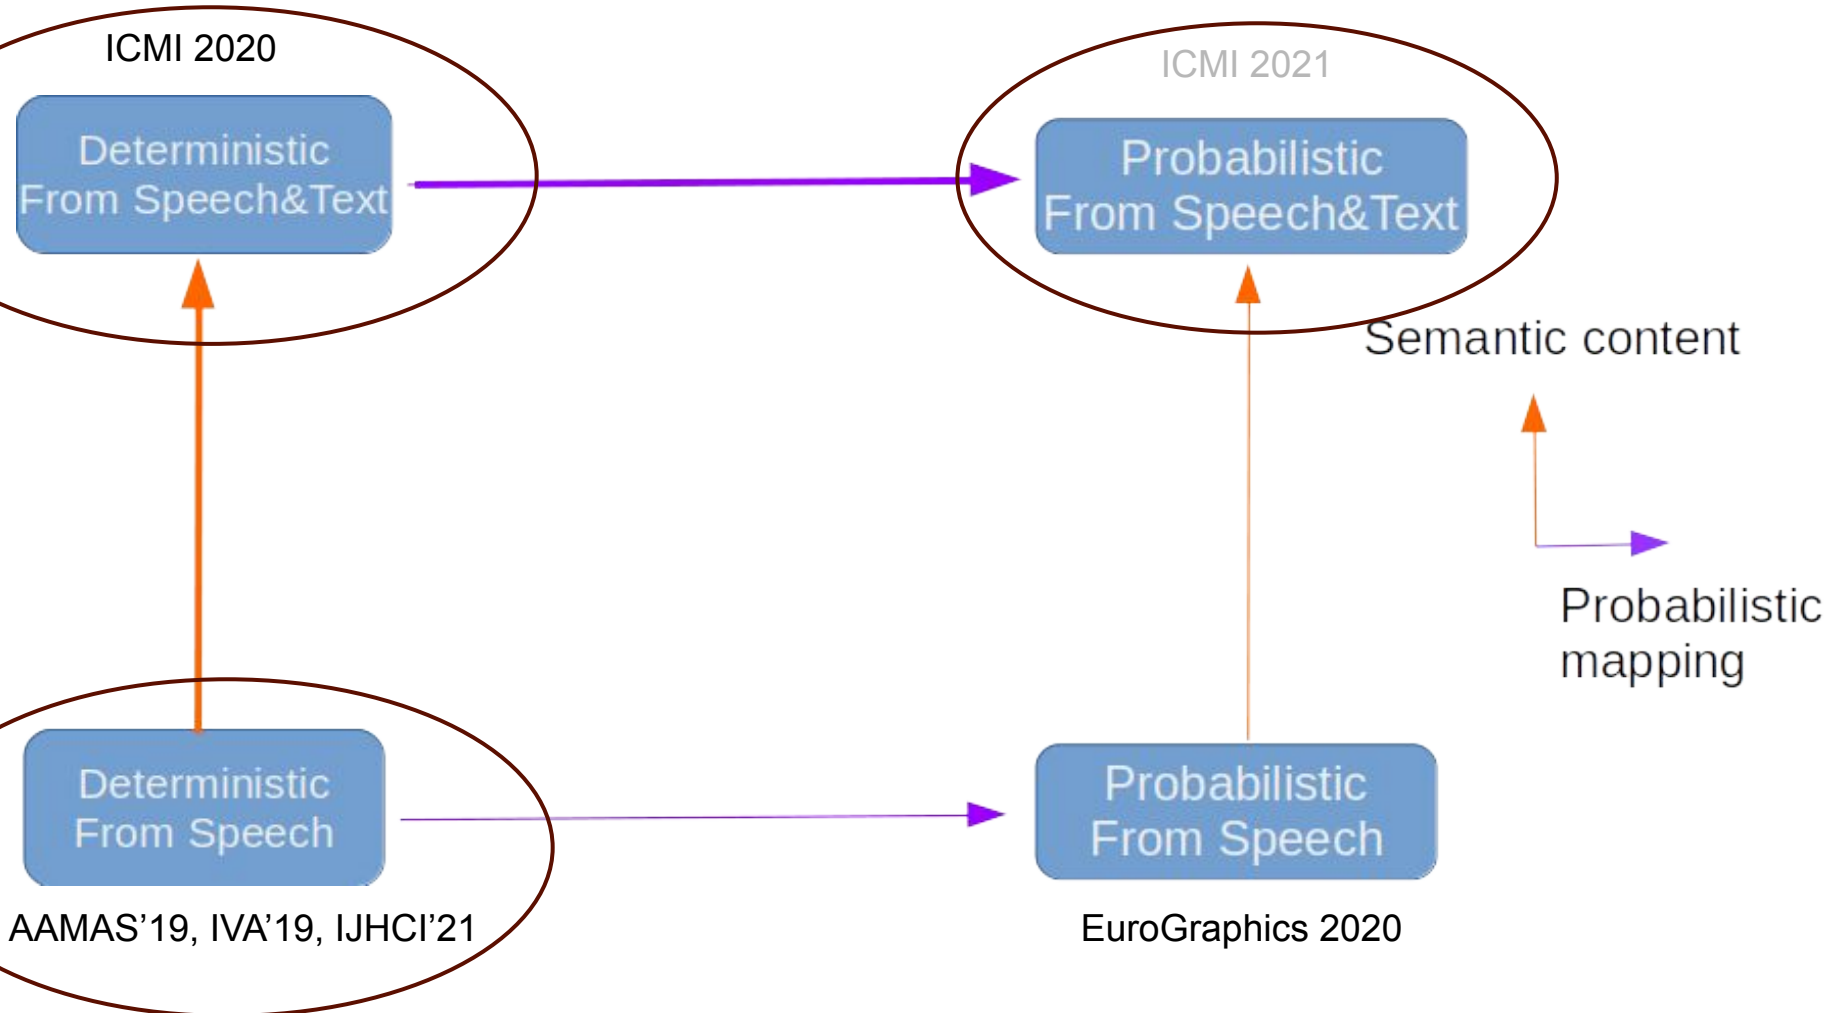 ICMI 2020
ICMI 2021
Deterministic
From Speech&Text
Probabilistic
From Speech&Text
Semantic content
Probabilistic
mapping
Deterministic
From Speech
Probabilistic
From Speech
AAMAS’19, IVA’19, IJHCI’21
EuroGraphics 2020